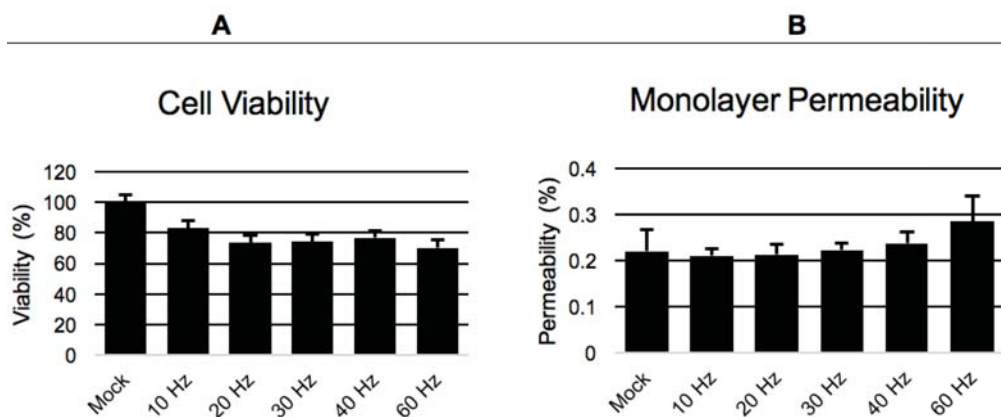 A
B
Cell Viability
Viability (%)
120
100
80
60
40
20
0
Mock
10 Hz
20 Hz
30 Hz
40 Hz
60 Hz
Monolayer Permeability
Permeability (%)
0.4
0.3
0.2
0.1
0
Mock
10 Hz
20 Hz
30 Hz
40 Hz
60 Hz